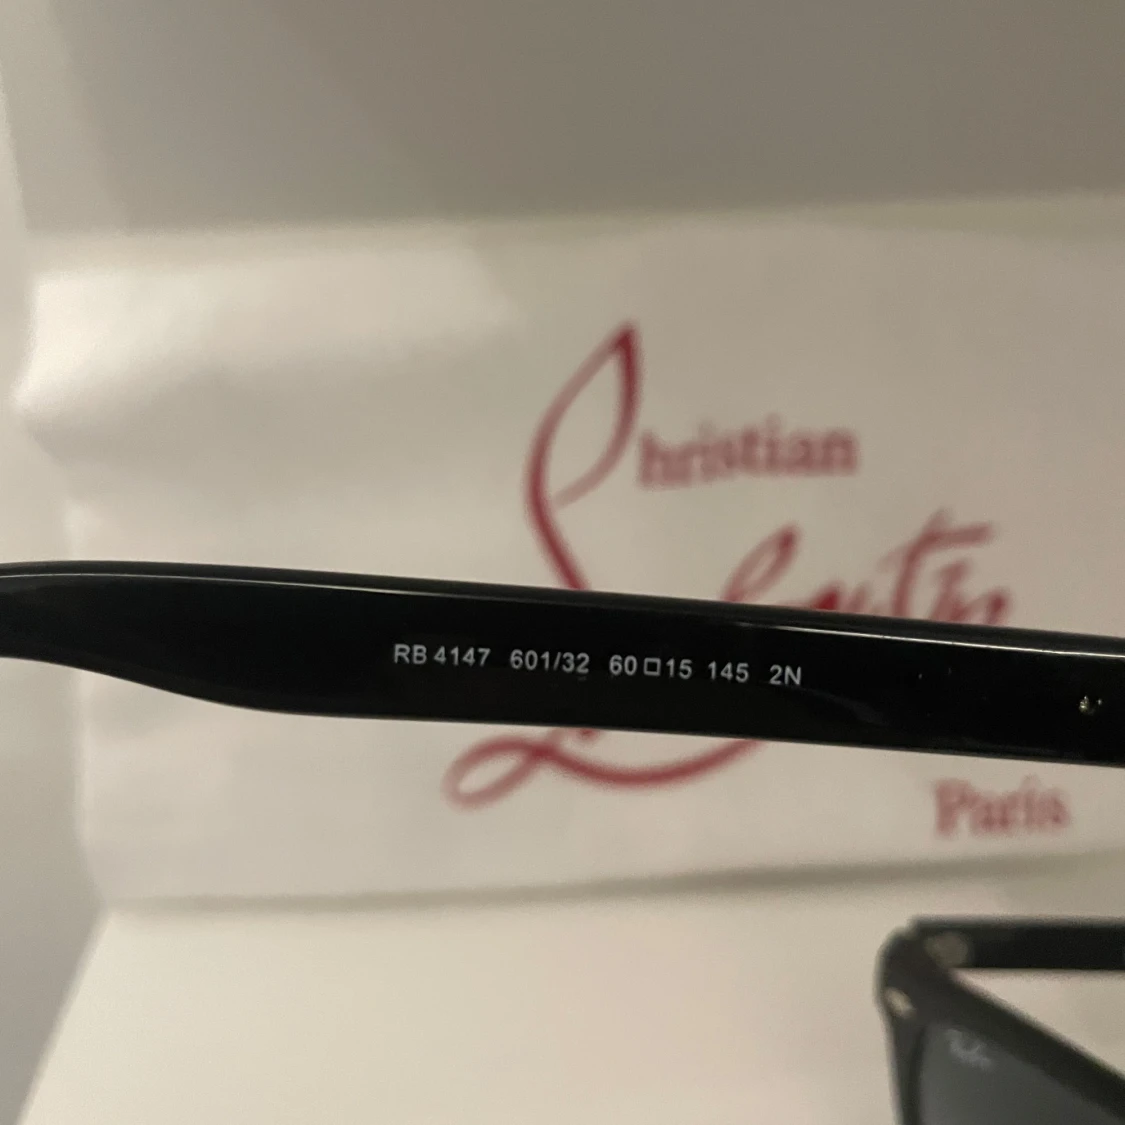 Christian
RB 4147 601/32 60□15 145 2N
Paris